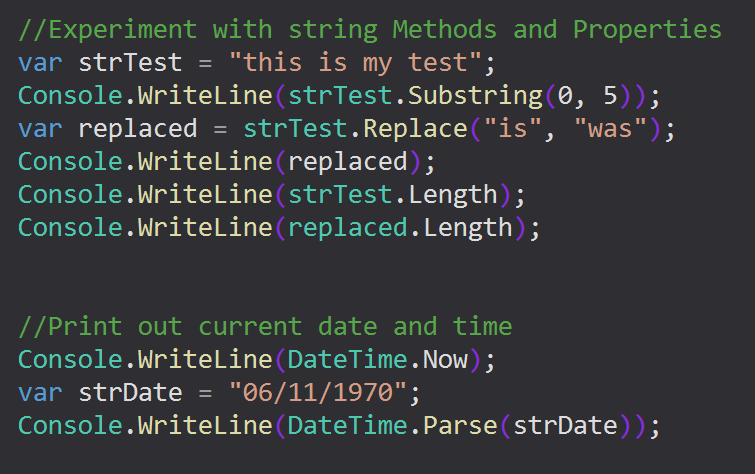 //Experiment with string Methods and Properties
var strTest = "this is my test";
Console.WriteLine(strTest.Substring(0, 5));
var replaced = strTest.Replace("is", "was");
Console.WriteLine(replaced);
Console.WriteLine(strTest.Length);
Console.WriteLine(replaced.Length);
//Print out current date and time
Console.WriteLine(DateTime.Now);
var strDate = "06/11/1970";
Console.WriteLine(DateTime.Parse(strDate));